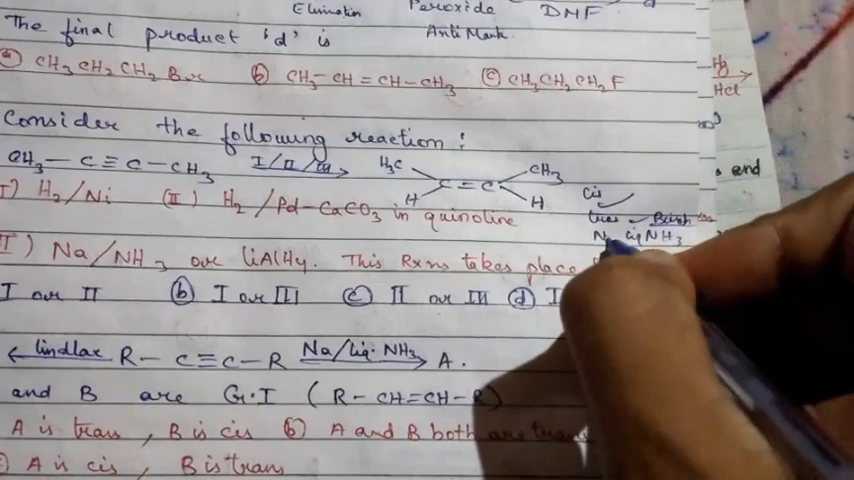 Elimination Peroxide DMF
The final product 'd' is Anti Mark.
(a) CH3CH2CH2Br (b) CH3-CH=CH-CH3 (c) CH3CH2CH2F
Hg
HCl
Consider the following reaction :
CH3-C≡C-CH3 I/II/III → H3C H C=C CH3 H
cis
and
I) H2/Ni (II) H2/Pd-CaCO3 in quinoline
liq NH3
II) Na/NH3 or LiAlH4. This Rxns takes place
I or II (b) I or III (c) II or III (d) I
← lindlar R-C≡C-R Na/liq. NH3 → A.
and B are G.I (R-CH=CH-R)
A is trans, B is cis (b) A and B both are trans
A is cis, B is trans